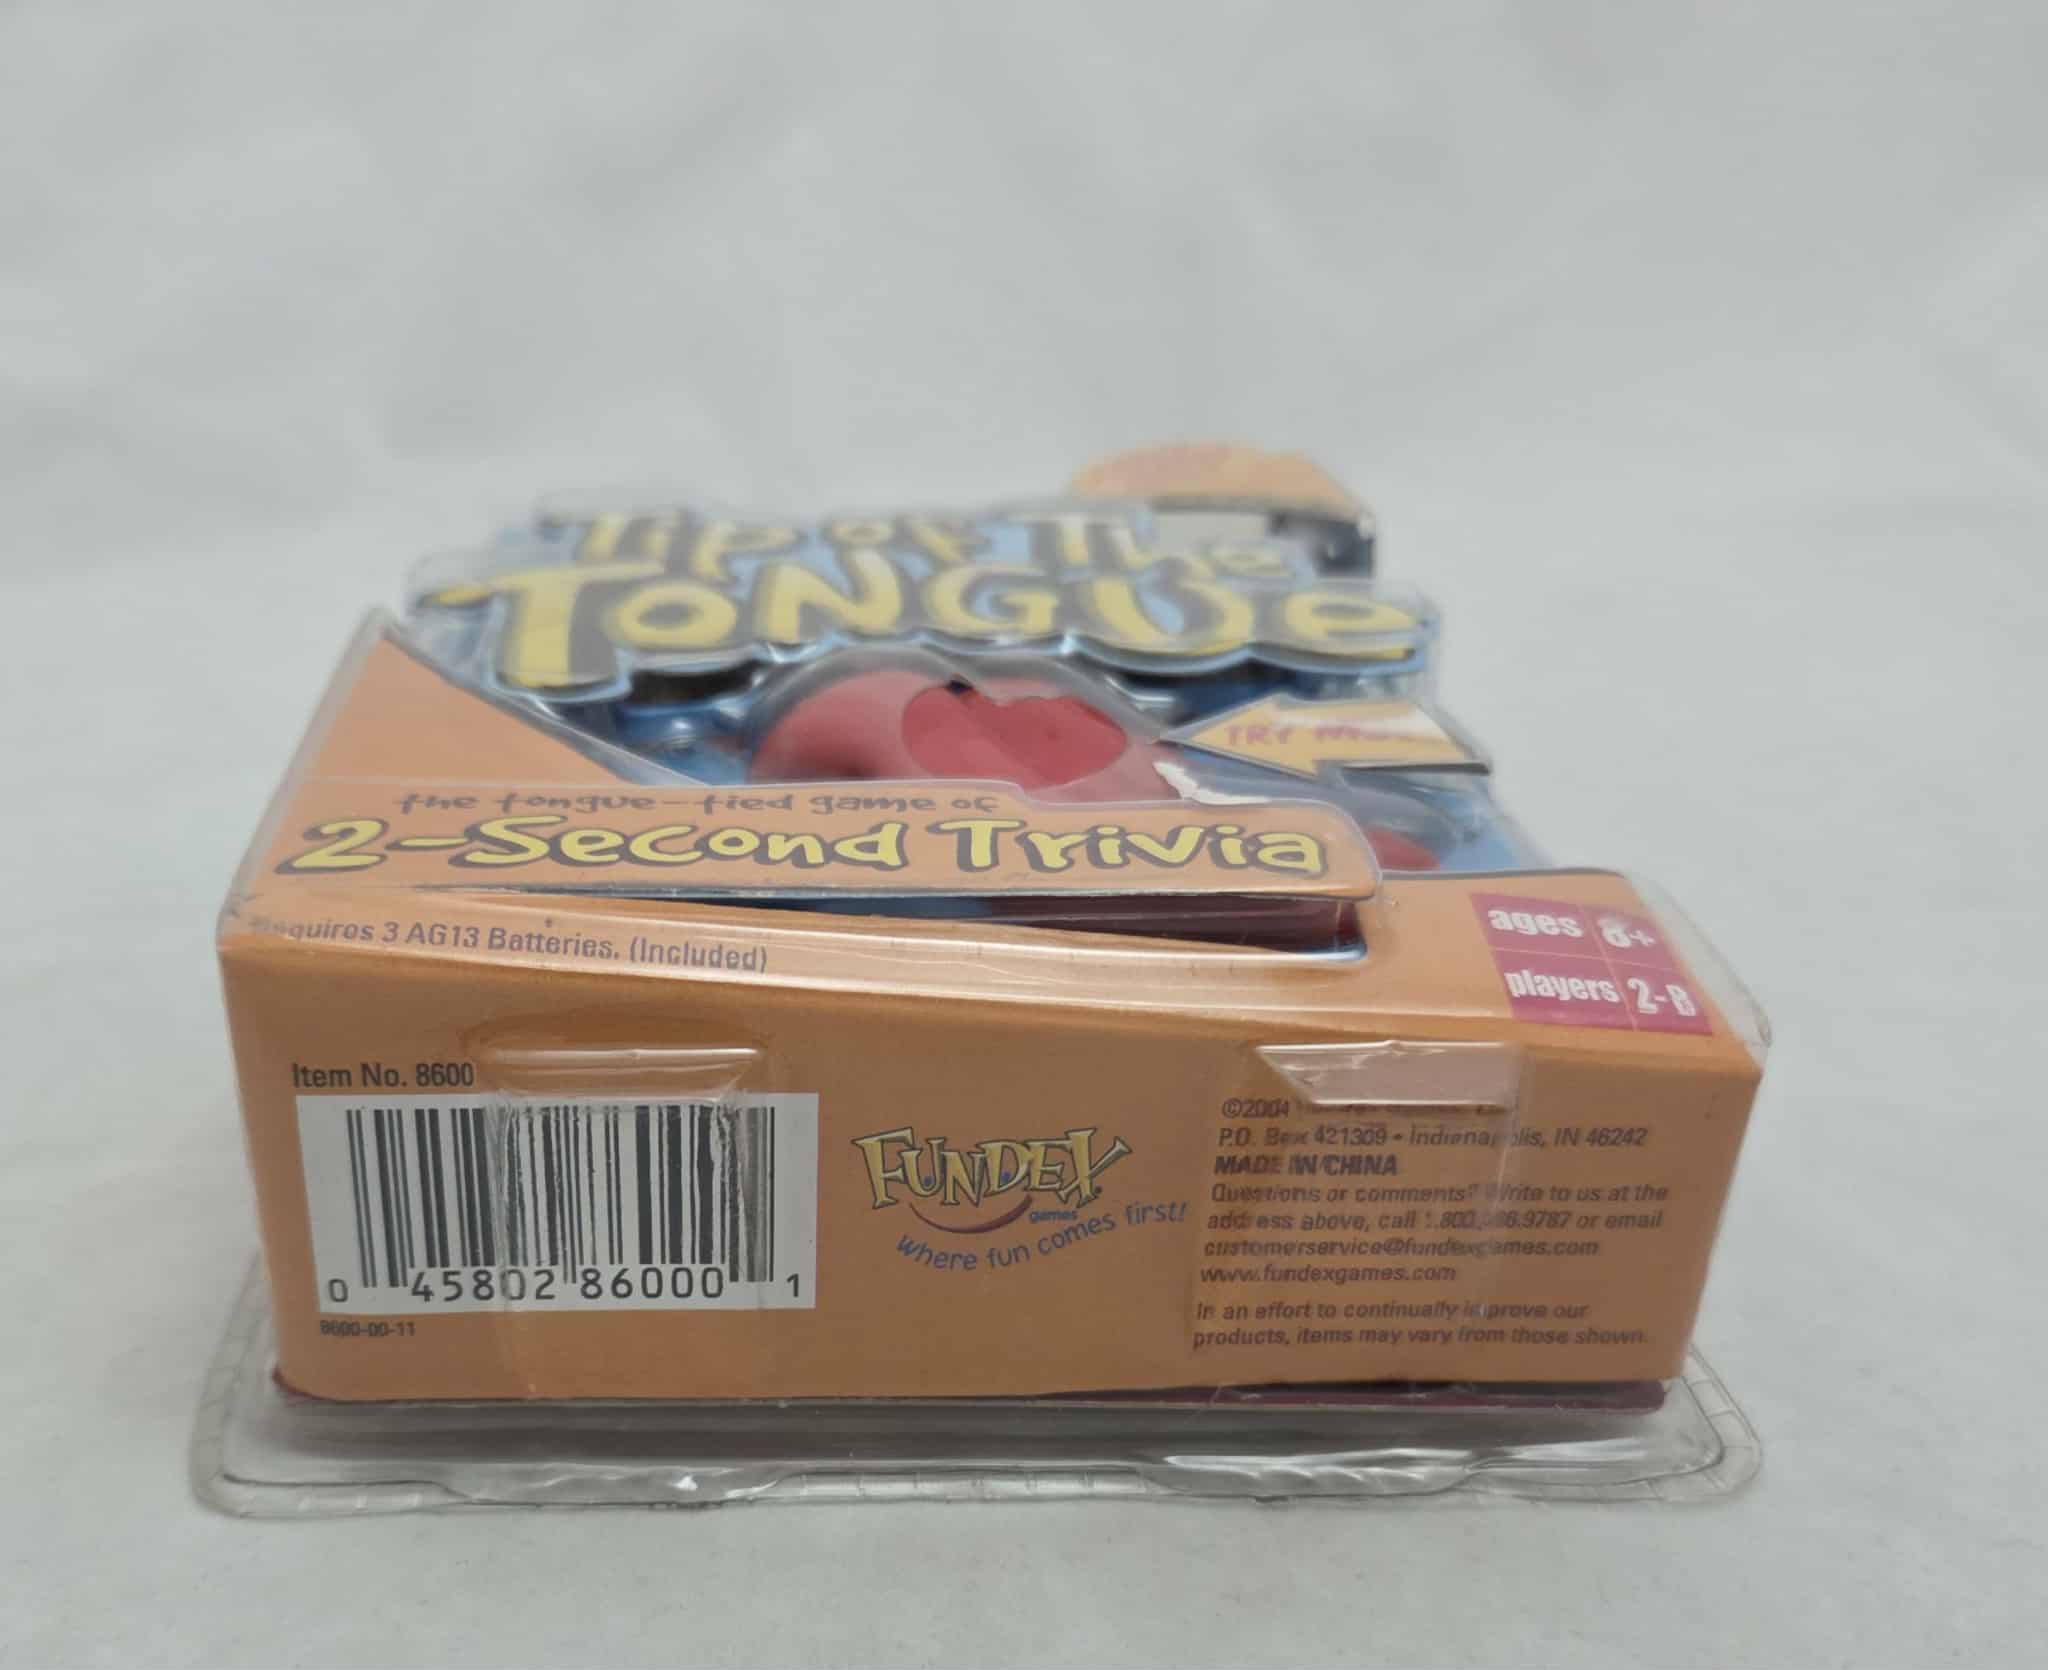 Tip of The
Tongue
TRY
the tongue-tied game of
2-Second Trivia
3 AG13 Batteries. (Included)
ages 8+
players 2-8
Item No. 8600
0 45802 86000 1
8600-00-11
FUNDEX
games
where fun comes first!
©2004
P.O. Box 421309 • Indianapolis, IN 46242
MADE IN CHINA
Questions or comments? Write to us at the
address above, call or email
customerservice@fundexgames.com
www.fundexgames.com
In an effort to continually improve our
products, items may vary from those shown.